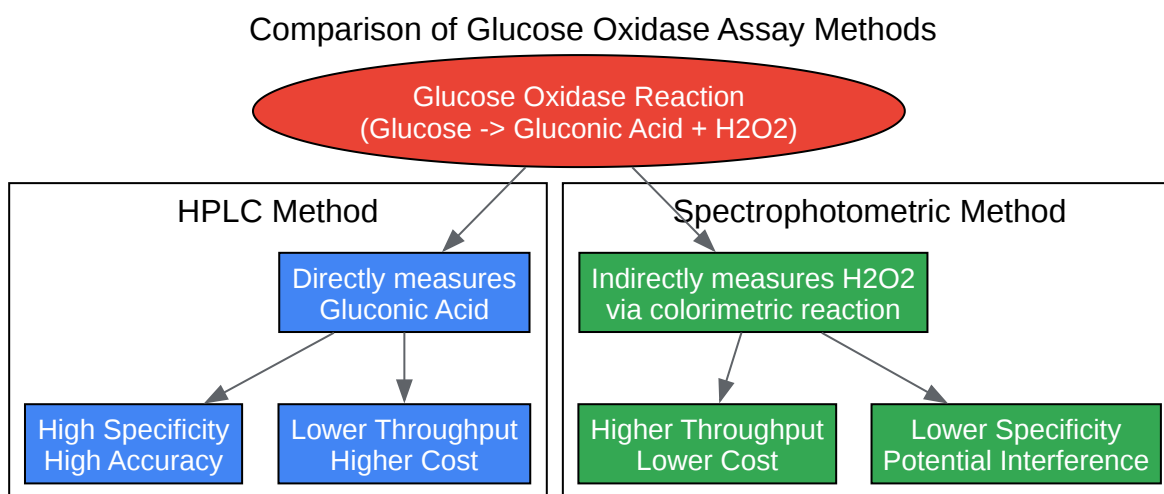 Comparison of Glucose Oxidase Assay Methods
Glucose Oxidase Reaction
(Glucose -> Gluconic Acid + H2O2)
HPLC Method
Directly measures
Gluconic Acid
High Specificity
High Accuracy
Lower Throughput
Higher Cost
Spectrophotometric Method
Indirectly measures H2O2
via colorimetric reaction
Higher Throughput
Lower Cost
Lower Specificity
Potential Interference